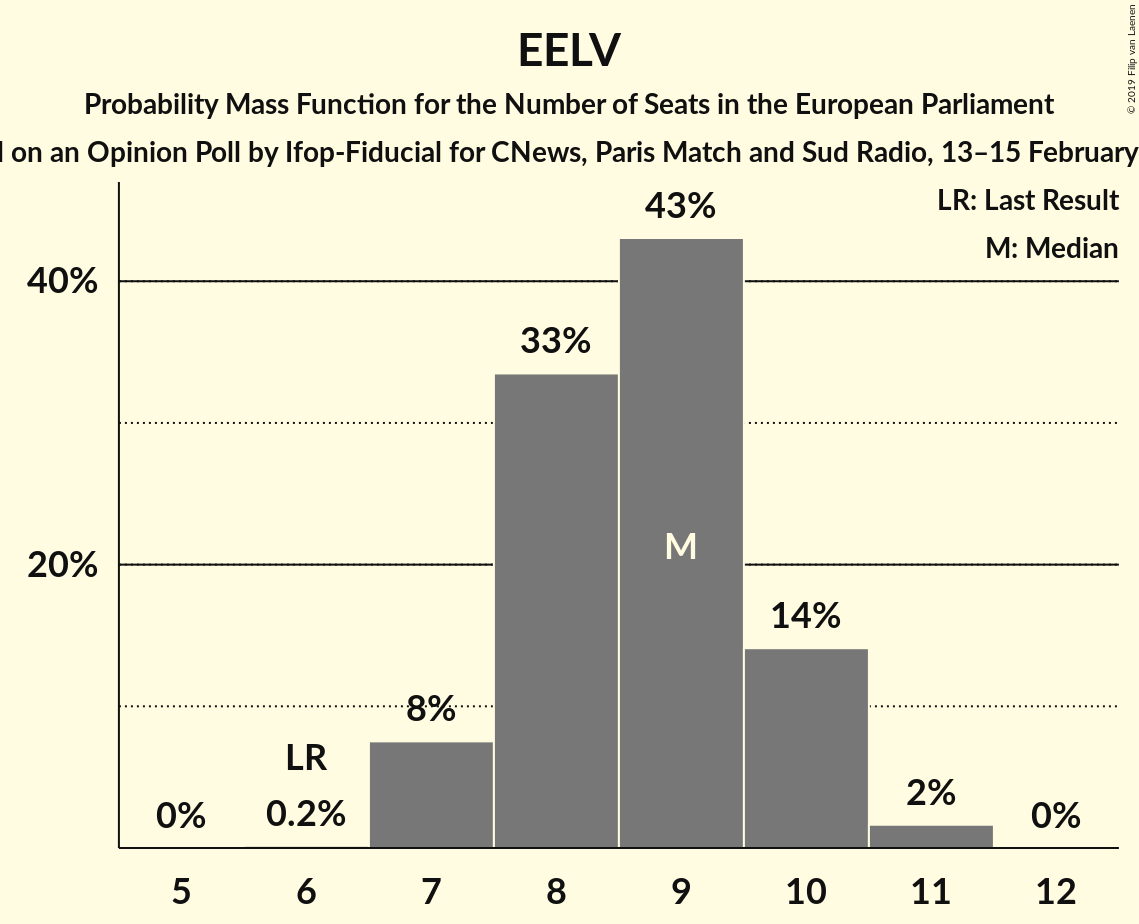 EELV
Probability Mass Function for the Number of Seats in the European Parliament
on an Opinion Poll by Ifop-Fiducial for CNews, Paris Match and Sud Radio, 13–15 February
© 2019 Filip van Laenen
LR: Last Result
M: Median
43%
40%
33%
M
20%
14%
8%
LR
2%
0%
0.2%
0%
5 6 7 8 9 10 11 12